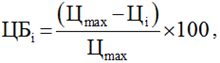 ЦБi = (Цmax − Цi) / Цmax × 100,